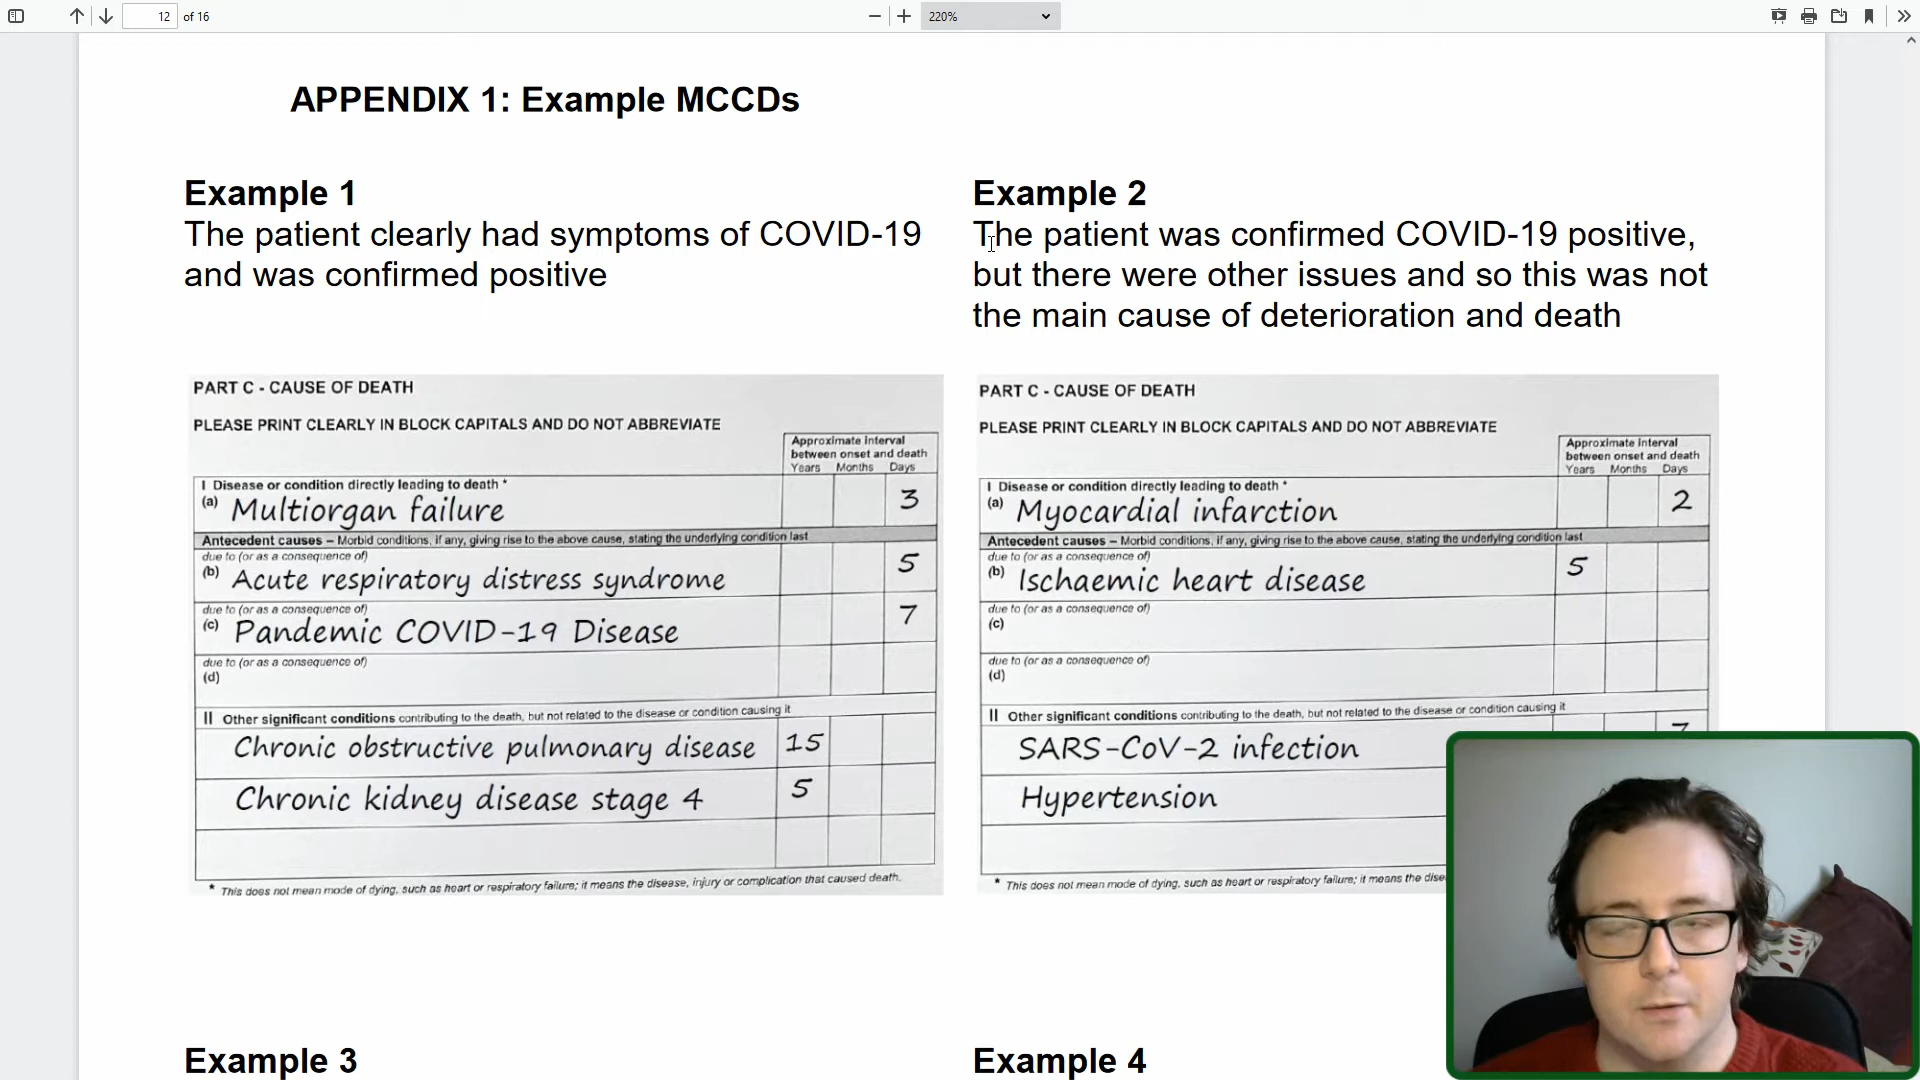 12 of 16
220%
APPENDIX 1: Example MCCDs
Example 1
The patient clearly had symptoms of COVID-19
and was confirmed positive
PART C - CAUSE OF DEATH
PLEASE PRINT CLEARLY IN BLOCK CAPITALS AND DO NOT ABBREVIATE
Approximate interval
between onset and death
Years Months Days
I Disease or condition directly leading to death *
(a) Multiorgan failure 3
Antecedent causes – Morbid conditions, if any, giving rise to the above cause, stating the underlying condition last
due to (or as a consequence of)
(b) Acute respiratory distress syndrome 5
due to (or as a consequence of)
(c) Pandemic COVID-19 Disease 7
due to (or as a consequence of)
(d)
II Other significant conditions contributing to the death, but not related to the disease or condition causing it
Chronic obstructive pulmonary disease 15
Chronic kidney disease stage 4 5
* This does not mean mode of dying, such as heart or respiratory failure; it means the disease, injury or complication that caused death.
Example 2
The patient was confirmed COVID-19 positive,
but there were other issues and so this was not
the main cause of deterioration and death
PART C - CAUSE OF DEATH
PLEASE PRINT CLEARLY IN BLOCK CAPITALS AND DO NOT ABBREVIATE
Approximate interval
between onset and death
Years Months Days
I Disease or condition directly leading to death *
(a) Myocardial infarction 2
Antecedent causes – Morbid conditions, if any, giving rise to the above cause, stating the underlying condition last
due to (or as a consequence of)
(b) Ischaemic heart disease 5
due to (or as a consequence of)
(c)
due to (or as a consequence of)
(d)
II Other significant conditions contributing to the death, but not related to the disease or condition causing it
SARS-CoV-2 infection
Hypertension
* This does not mean mode of dying, such as heart or respiratory failure; it means the
Example 3
Example 4